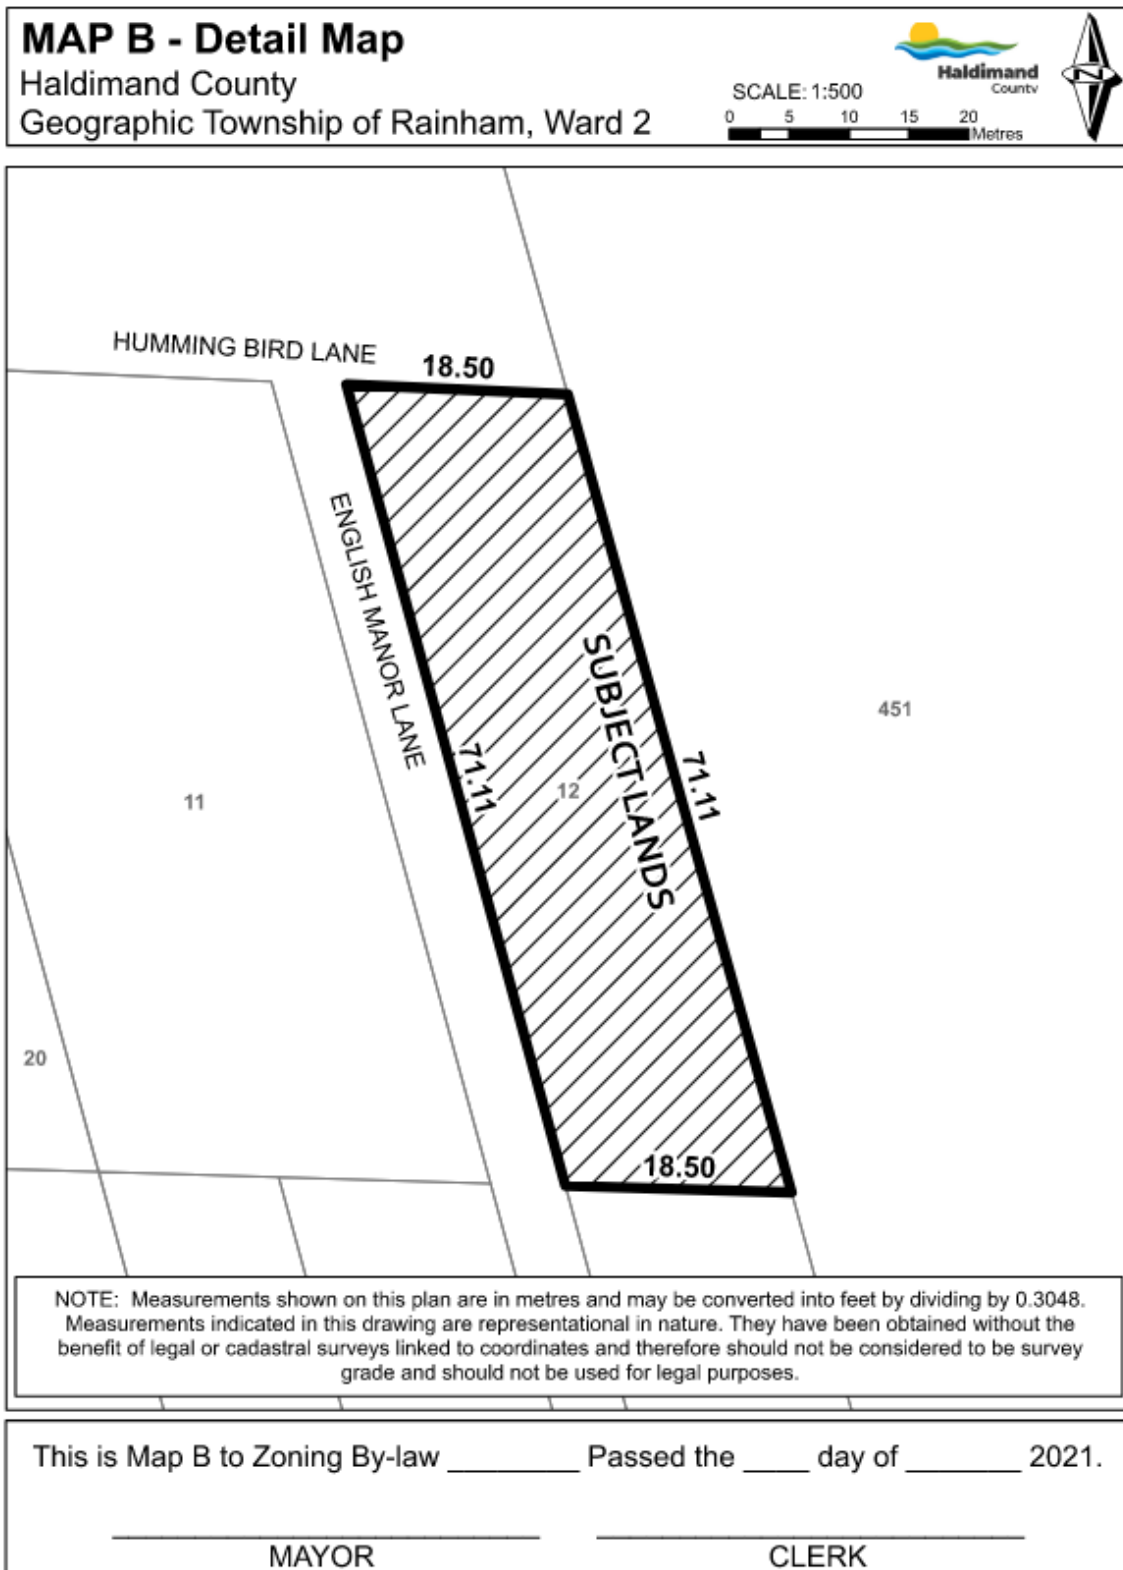 MAP B - Detail Map
Haldimand County
Geographic Township of Rainham, Ward 2
SCALE: 1:500
0 5 10 15 20
Metres
Haldimand
County
N
HUMMING BIRD LANE
18.50
ENGLISH MANOR LANE
71.11
SUBJECT LANDS
71.11
451
11
12
20
18.50
NOTE: Measurements shown on this plan are in metres and may be converted into feet by dividing by 0.3048.
Measurements indicated in this drawing are representational in nature. They have been obtained without the
benefit of legal or cadastral surveys linked to coordinates and therefore should not be considered to be survey
grade and should not be used for legal purposes.
This is Map B to Zoning By-law ________ Passed the ____ day of _______ 2021.
MAYOR
CLERK